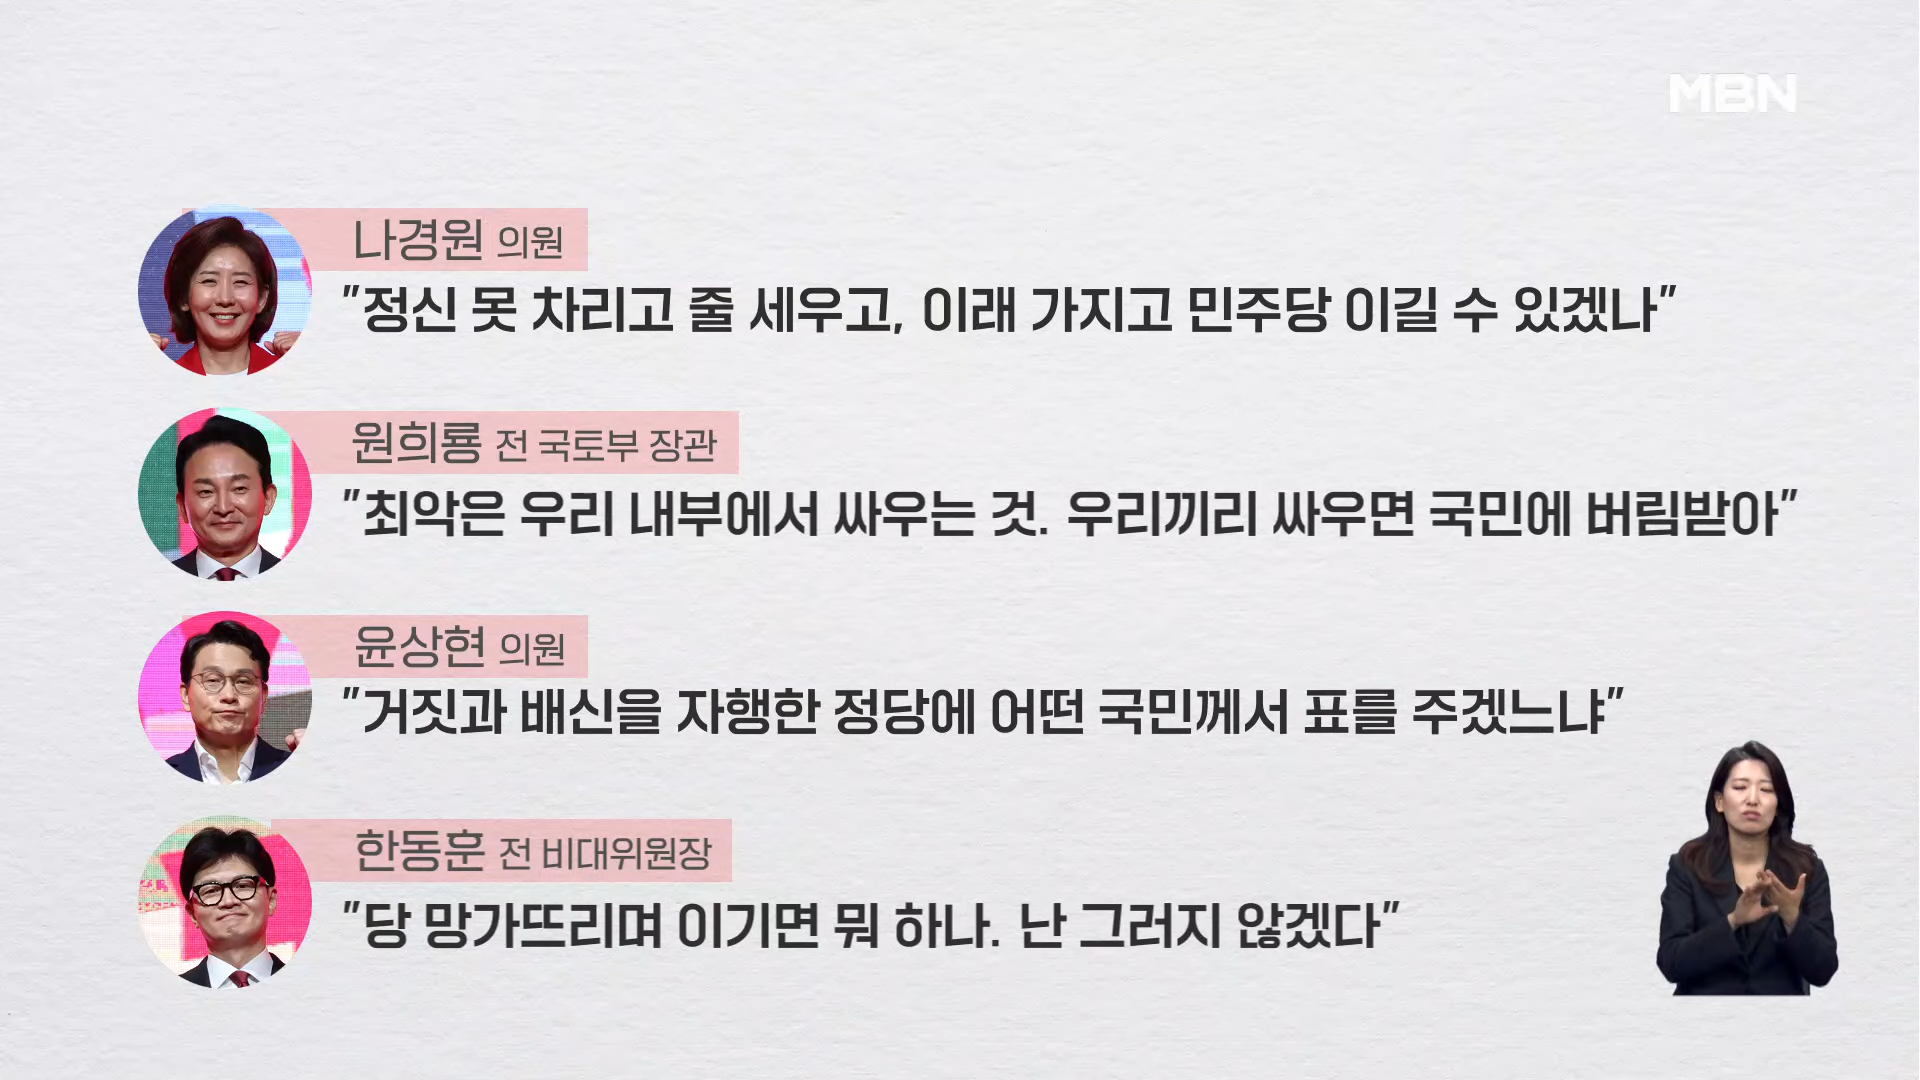 MBN
나경원 의원
"정신 못 차리고 줄 세우고, 이래 가지고 민주당 이길 수 있겠나"
원희룡 전 국토부 장관
"최악은 우리 내부에서 싸우는 것. 우리끼리 싸우면 국민에 버림받아"
윤상현 의원
"거짓과 배신을 자행한 정당에 어떤 국민께서 표를 주겠느냐"
한동훈 전 비대위원장
"당 망가뜨리며 이기면 뭐 하나. 난 그러지 않겠다"